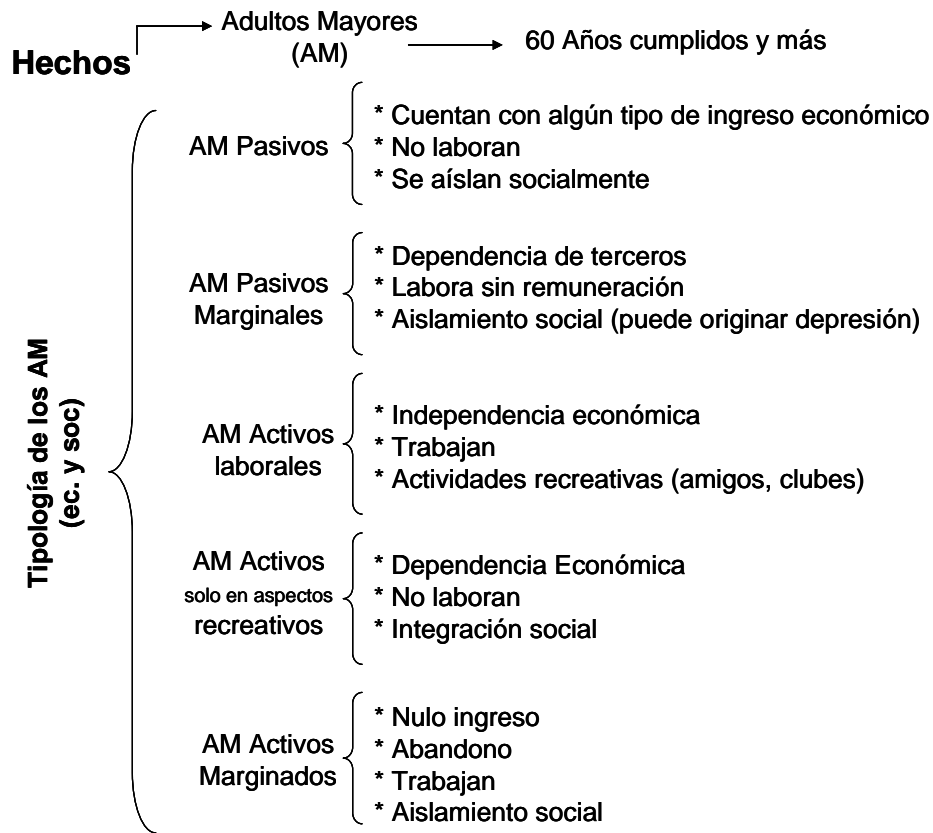 Hechos
Adultos Mayores
(AM)
60 Años cumplidos y más
Tipología de los AM
(ec. y soc)
AM Pasivos
* Cuentan con algún tipo de ingreso económico
* No laboran
* Se aíslan socialmente
AM Pasivos
Marginales
* Dependencia de terceros
* Labora sin remuneración
* Aislamiento social (puede originar depresión)
AM Activos
laborales
* Independencia económica
* Trabajan
* Actividades recreativas (amigos, clubes)
AM Activos
solo en aspectos
recreativos
* Dependencia Económica
* No laboran
* Integración social
AM Activos
Marginados
* Nulo ingreso
* Abandono
* Trabajan
* Aislamiento social